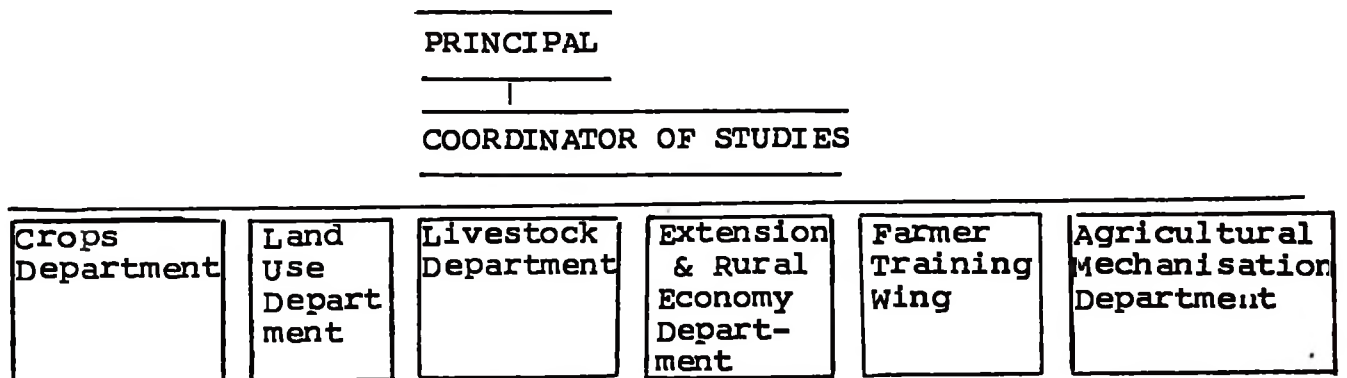 PRINCIPAL
COORDINATOR OF STUDIES
Crops
Department
Land
Use
Depart
ment
Livestock
Department
Extension
& Rural
Economy
Depart-
ment
Farmer
Training
Wing
Agricultural
Mechanisation
Department